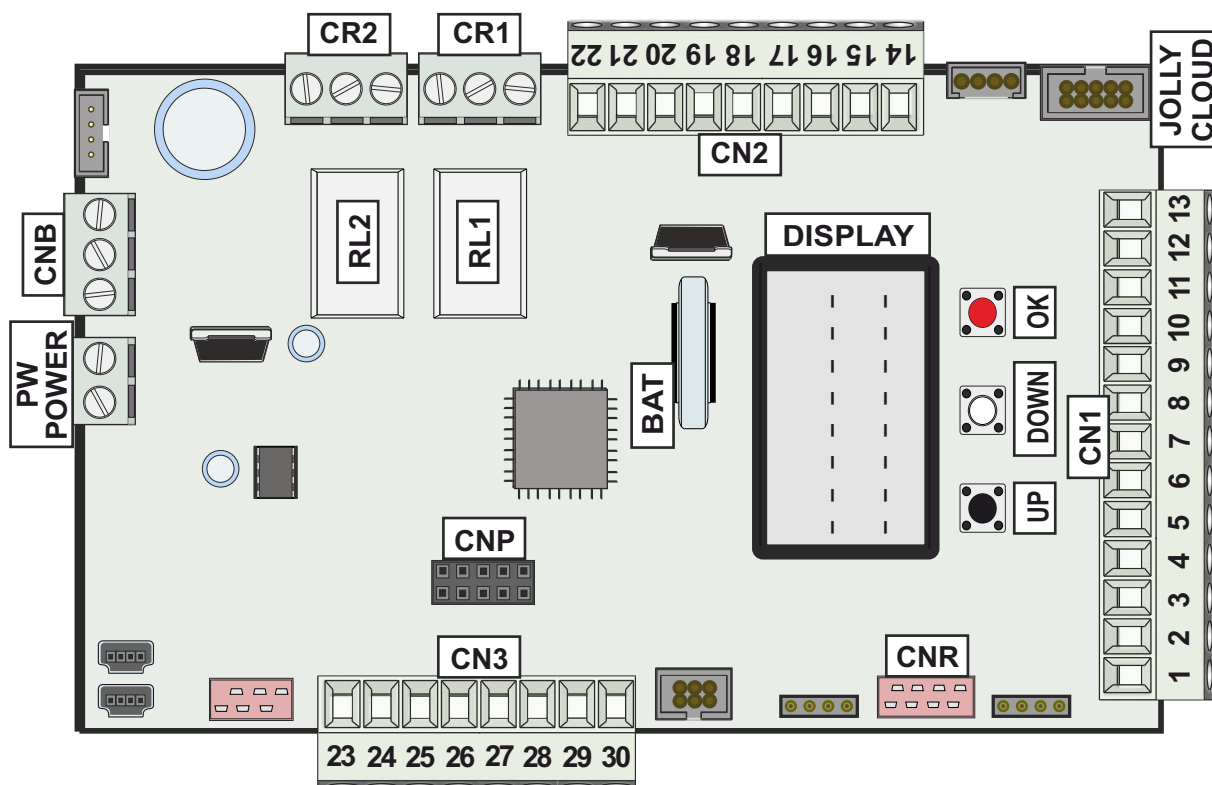 CR2
CR1
22 21 20 19 18 17 16 15 14
CN2
JOLLY
CLOUD
CNB
RL2
RL1
DISPLAY
PW
POWER
BAT
OK
DOWN
UP
CN1
13
12
11
10
9
8
7
6
5
4
3
2
1
CNP
CN3
CNR
23 24 25 26 27 28 29 30